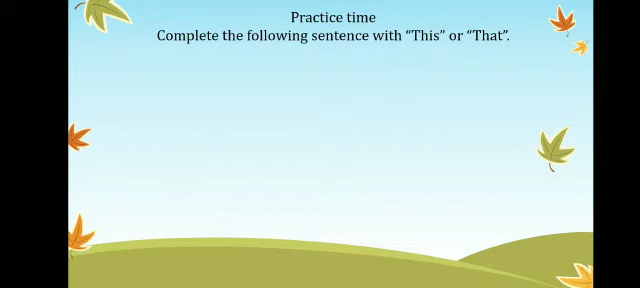 Practice time
Complete the following sentence with “This” or “That”.